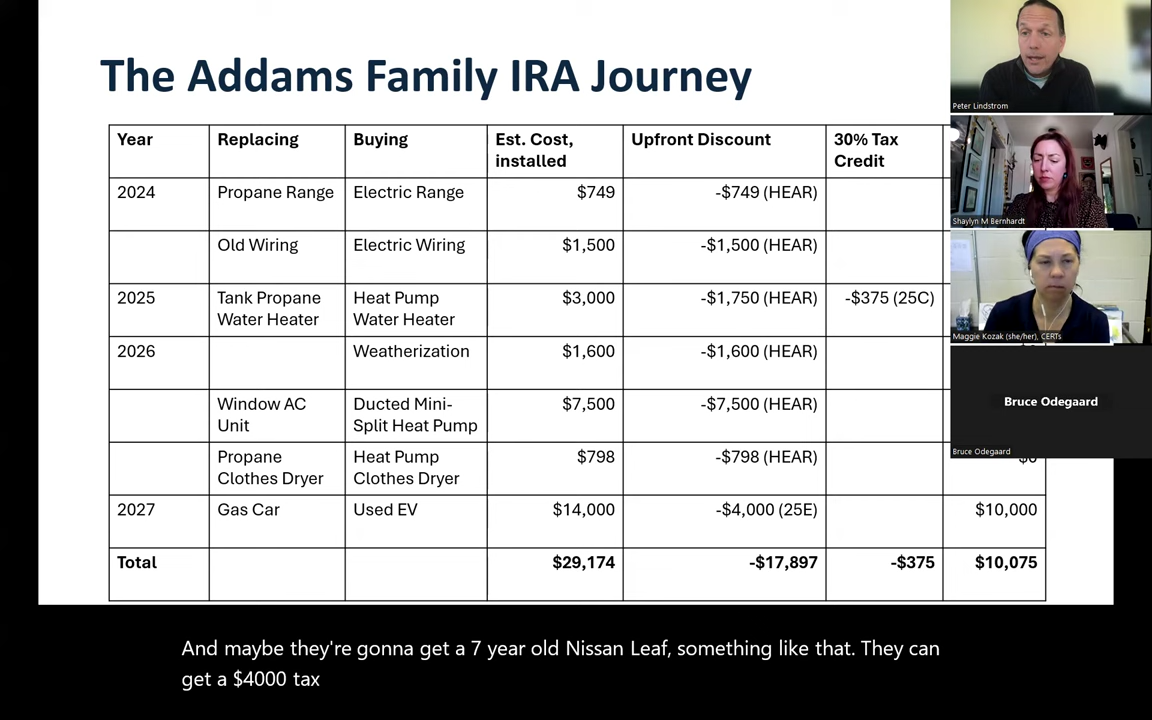 The Addams Family IRA Journey
Year Replacing Buying Est. Cost, installed Upfront Discount 30% Tax Credit
2024 Propane Range Electric Range $749 -$749 (HEAR)
Old Wiring Electric Wiring $1,500 -$1,500 (HEAR)
2025 Tank Propane Water Heater Heat Pump Water Heater $3,000 -$1,750 (HEAR) -$375 (25C)
2026 Weatherization $1,600 -$1,600 (HEAR)
Window AC Unit Ducted Mini-Split Heat Pump $7,500 -$7,500 (HEAR)
Propane Clothes Dryer Heat Pump Clothes Dryer $798 -$798 (HEAR)
2027 Gas Car Used EV $14,000 -$4,000 (25E) $10,000
Total $29,174 -$17,897 -$375 $10,075
Peter Lindstrom
Shaylyn M Bernhardt
Maggie Kozak (she/her), CERTs
Bruce Odegaard
Bruce Odegaard
And maybe they're gonna get a 7 year old Nissan Leaf, something like that. They can
get a $4000 tax